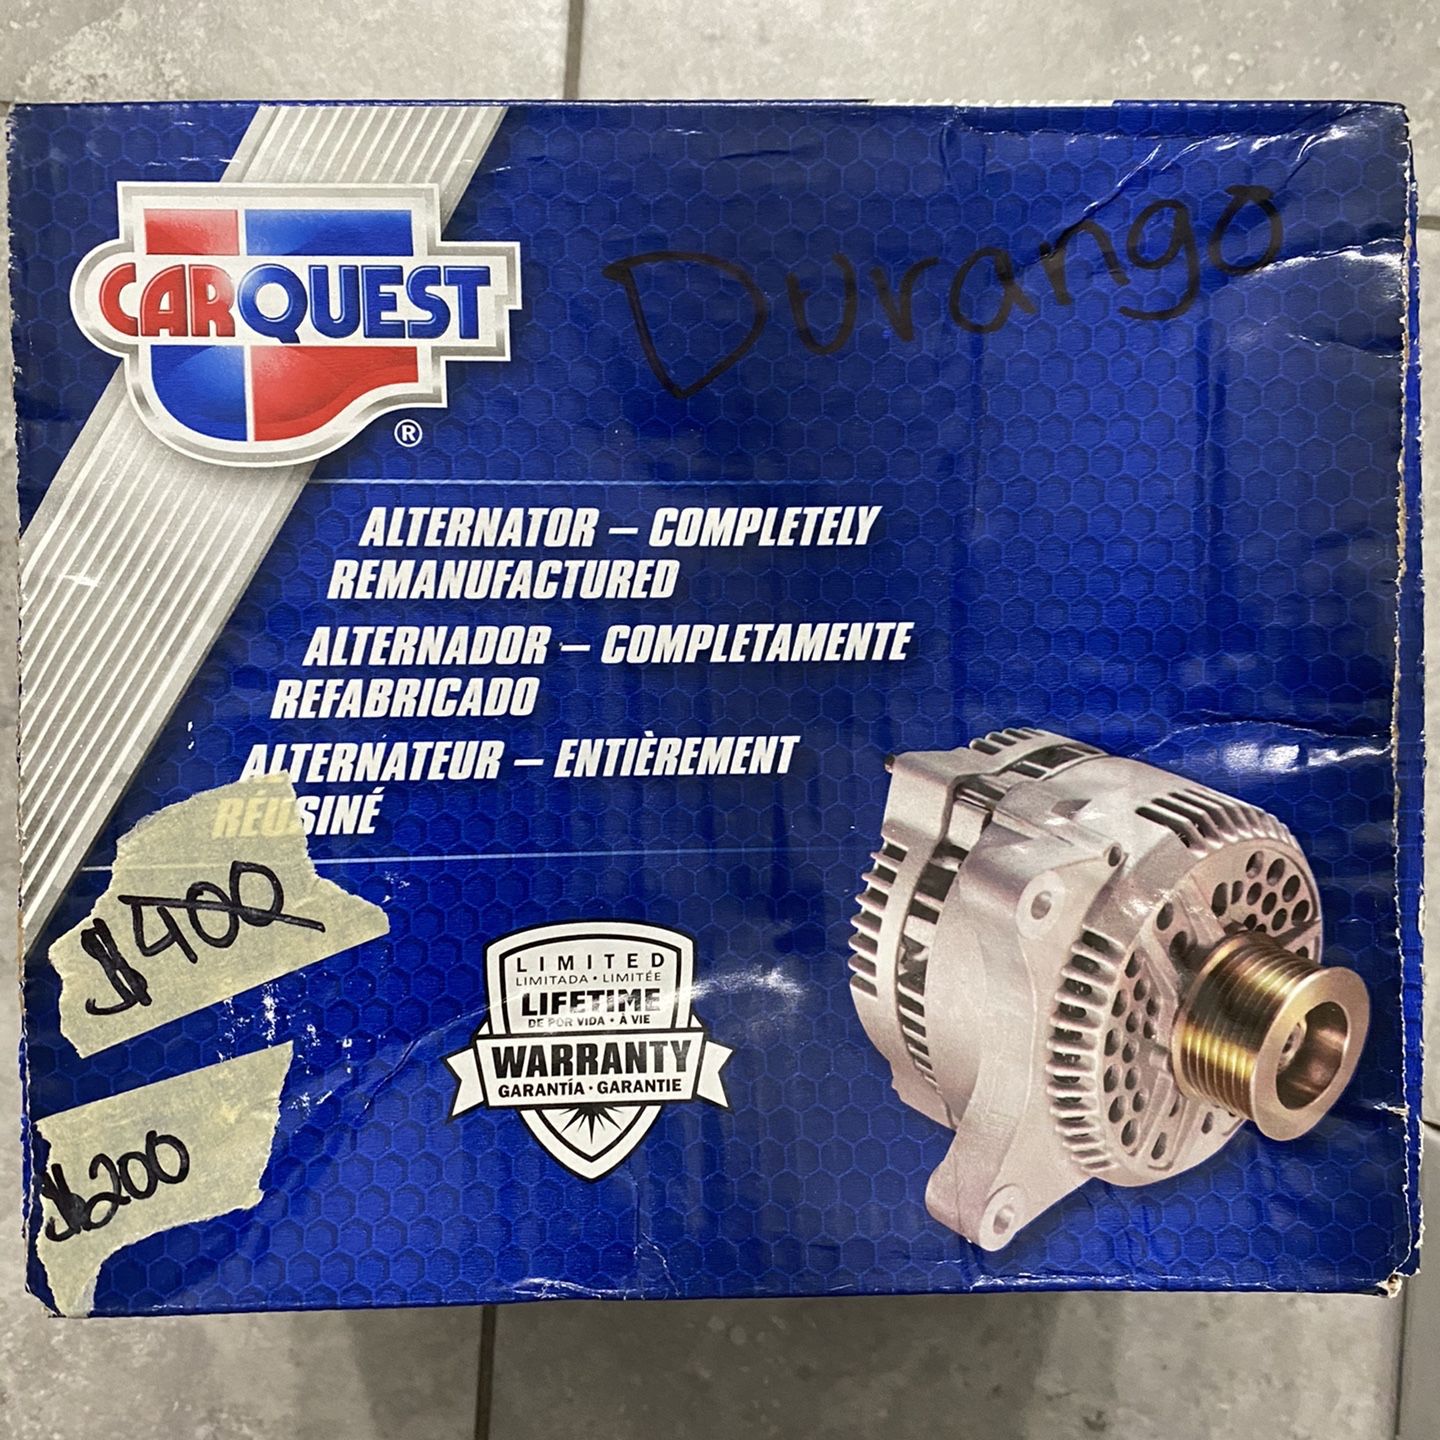 Durango
CARQUEST
®
ALTERNATOR – COMPLETELY
REMANUFACTURED
ALTERNADOR – COMPLETAMENTE
REFABRICADO
ALTERNATEUR – ENTIÈREMENT
RÉUSINÉ
$400
$200
LIMITED
LIMITADA • LIMITÉE
LIFETIME
DE POR VIDA • À VIE
WARRANTY
GARANTÍA • GARANTIE